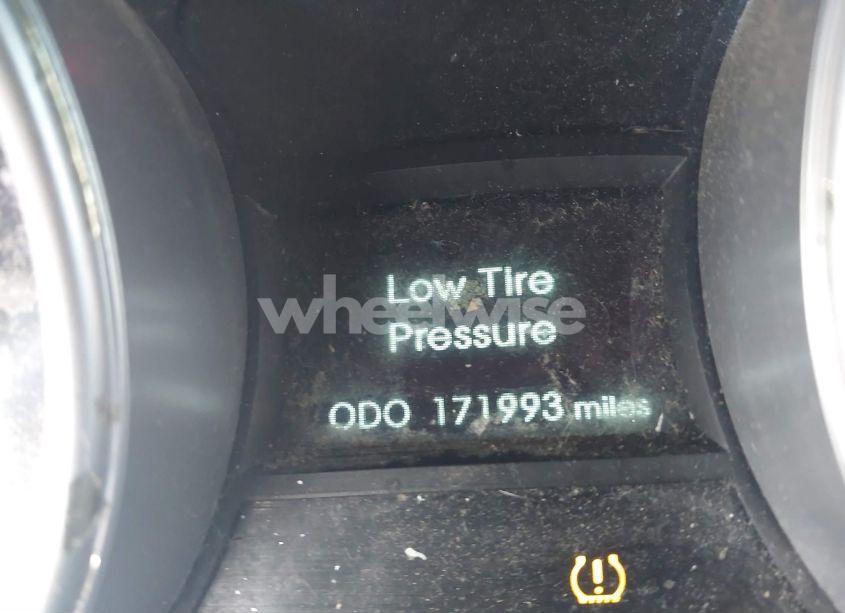 Low Tire
wheelwise
Pressure
ODO 171993 miles